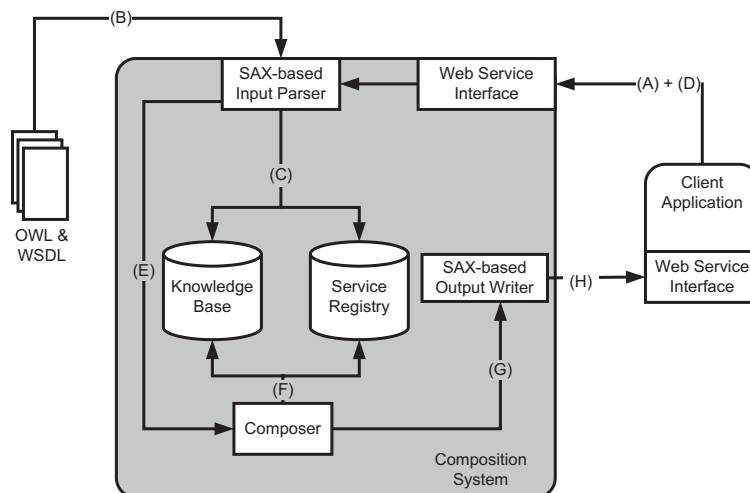 (B)
SAX-based
Input Parser
Web Service
Interface
(A) + (D)
(C)
Client
Application
OWL &
WSDL
(E)
Knowledge
Base
Service
Registry
SAX-based
Output Writer
(H)
Web Service
Interface
(F)
(G)
Composer
Composition
System